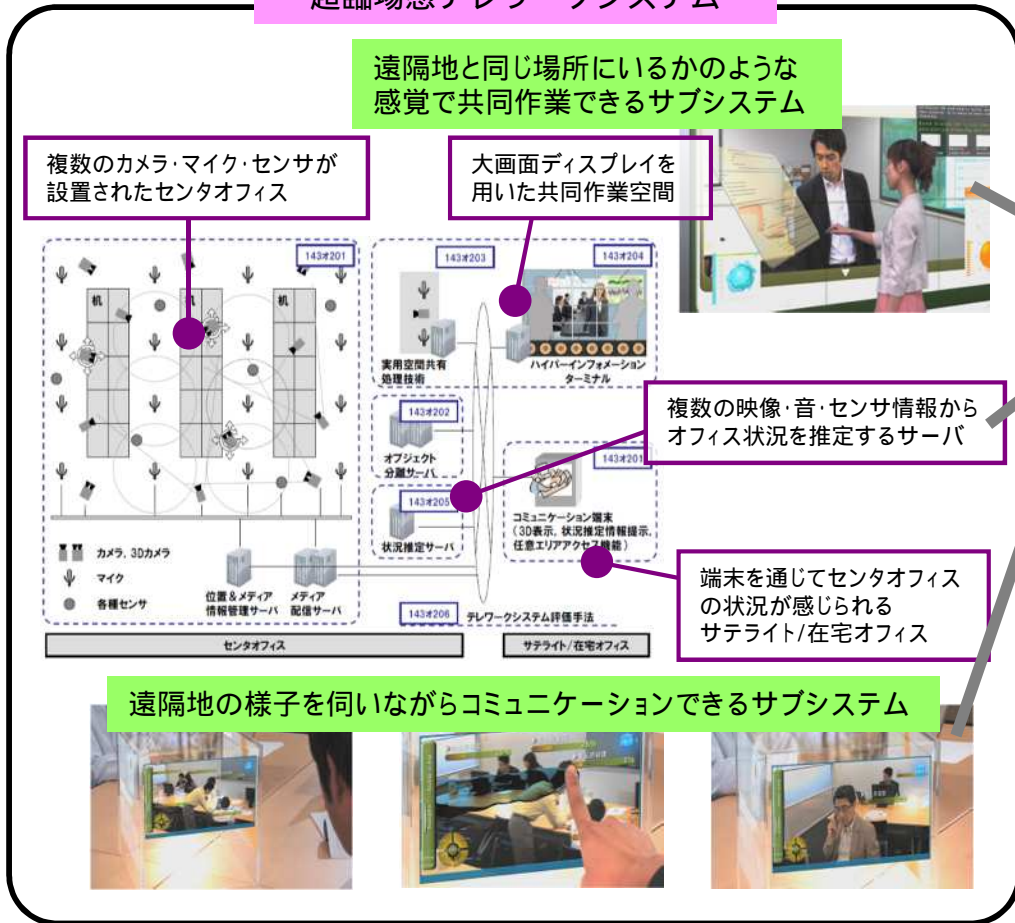 超臨場感テレワークシステム
遠隔地と同じ場所にいるかのような
感覚で共同作業できるサブシステム
複数のカメラ･マイク･センサが
設置されたセンタオフィス
大画面ディスプレイを
用いた共同作業空間
143オ201
机
机
机
143オ203
143オ204
実用空間共有
処理技術
ハイパーインフォメーション
ターミナル
複数の映像･音･センサ情報から
オフィス状況を推定するサーバ
143オ202
オブジェクト
分離サーバ
143オ201
143オ205
状況推定サーバ
コミュニケーション端末
(3D表示, 状況推定情報提示,
任意エリアアクセス機能)
カメラ, 3Dカメラ
マイク
各種センサ
位置＆メディア
情報管理サーバ
メディア
配信サーバ
端末を通じてセンタオフィス
の状況が感じられる
サテライト/在宅オフィス
143オ206
テレワークシステム評価手法
センタオフィス
サテライト/在宅オフィス
遠隔地の様子を伺いながらコミュニケーションできるサブシステム